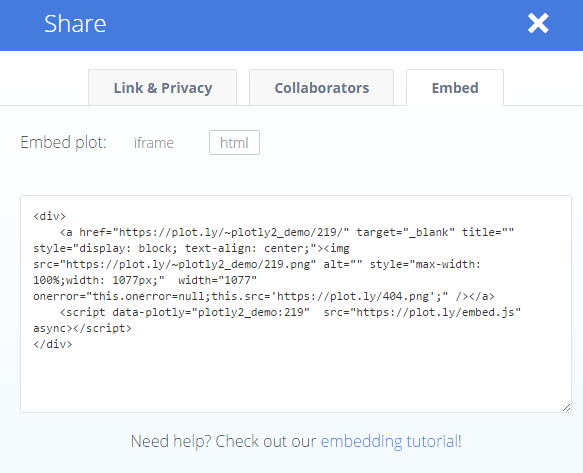 Share
Link & Privacy Collaborators Embed
Embed plot: iframe html
<div>
    <a href="https://plot.ly/~plotly2_demo/219/" target="_blank" title=""
style="display: block; text-align: center;"><img
src="https://plot.ly/~plotly2_demo/219.png" alt="" style="max-width:
100%;width: 1077px;"  width="1077"
onerror="this.onerror=null;this.src='https://plot.ly/404.png';" /></a>
    <script data-plotly="plotly2_demo:219"  src="https://plot.ly/embed.js"
async></script>
</div>
Need help? Check out our embedding tutorial!